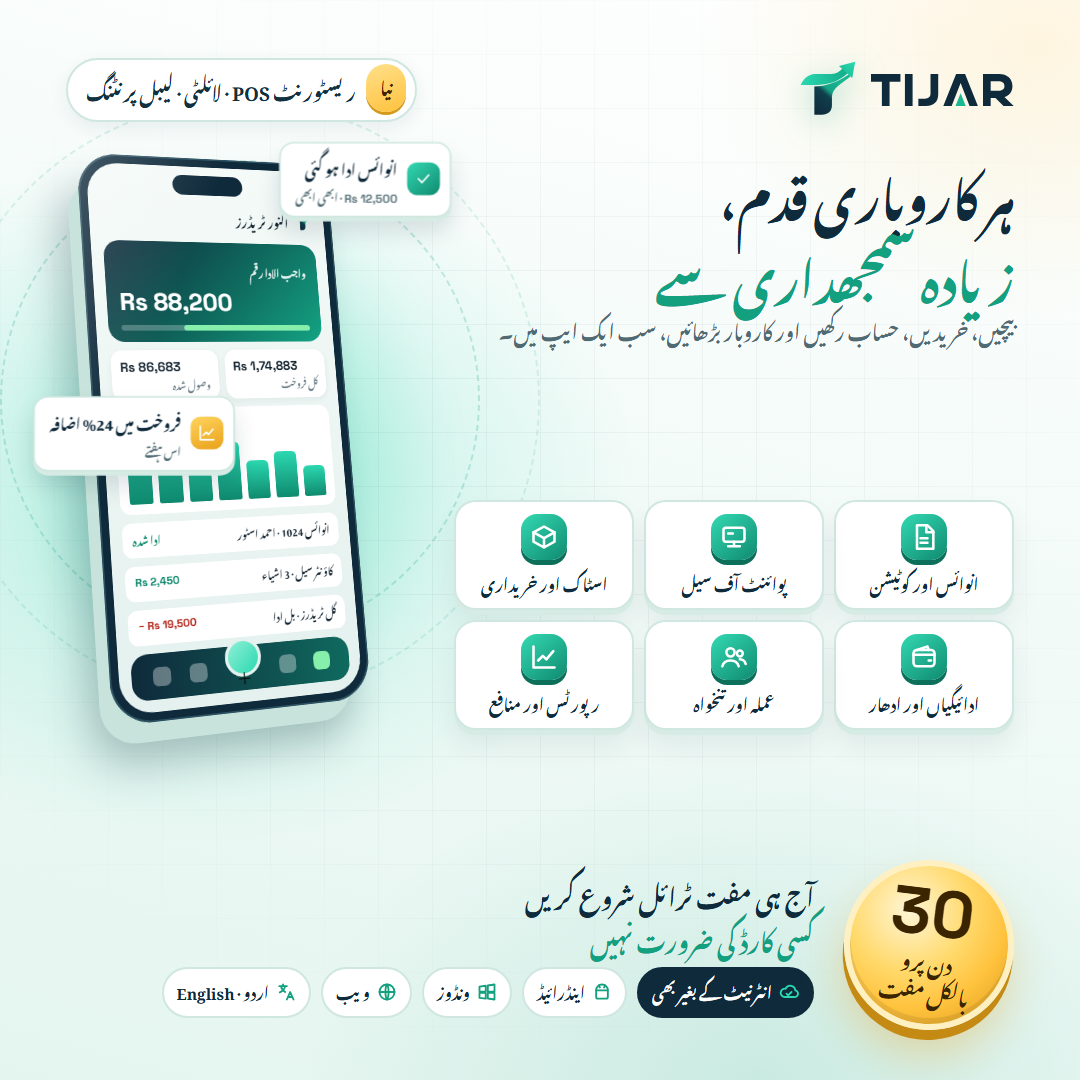 TIJAR
نیا
ریسٹورنٹ POS · لائلٹی · لیبل پرنٹنگ
ہر کاروباری قدم،
زیادہ سمجھداری سے
بیچیں، خریدیں، حساب رکھیں اور کاروبار بڑھائیں، سب ایک ایپ میں۔
انوائس ادا ہو گئی
Rs 12,500 · ابھی ابھی
النور ٹریڈرز
واجب الادا رقم
Rs 88,200
Rs 1,74,883
کل فروخت
Rs 86,683
وصول شدہ
فروخت میں 24% اضافہ
اس ہفتے
انوائس 1024 · احمد اسٹور
ادا شدہ
کاؤنٹر سیل · 3 اشیاء
Rs 2,450
گل ٹریڈرز · بل ادا
− Rs 19,500
انوائس اور کوٹیشن
پوائنٹ آف سیل
اسٹاک اور خریداری
ادائیگیاں اور ادھار
عملہ اور تنخواہ
رپورٹس اور منافع
30
دن پرو
بالکل مفت
آج ہی مفت ٹرائل شروع کریں
کسی کارڈ کی ضرورت نہیں
انٹرنیٹ کے بغیر بھی
اینڈرائیڈ
ونڈوز
ویب
اردو · English